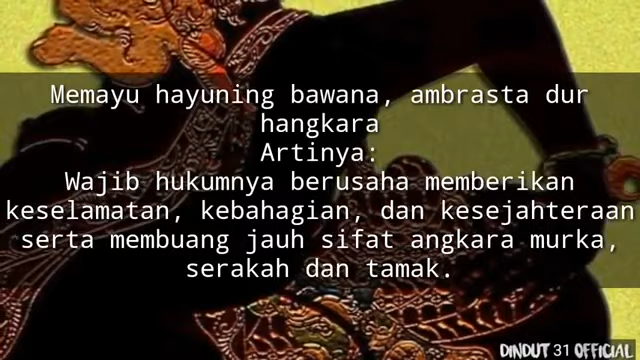 Memayu hayuning bawana, ambrasta dur
hangkara
Artinya:
Wajib hukumnya berusaha memberikan
keselamatan, kebahagian, dan kesejahteraan
serta membuang jauh sifat angkara murka,
serakah dan tamak.
DINDUT 31 OFFICIAL